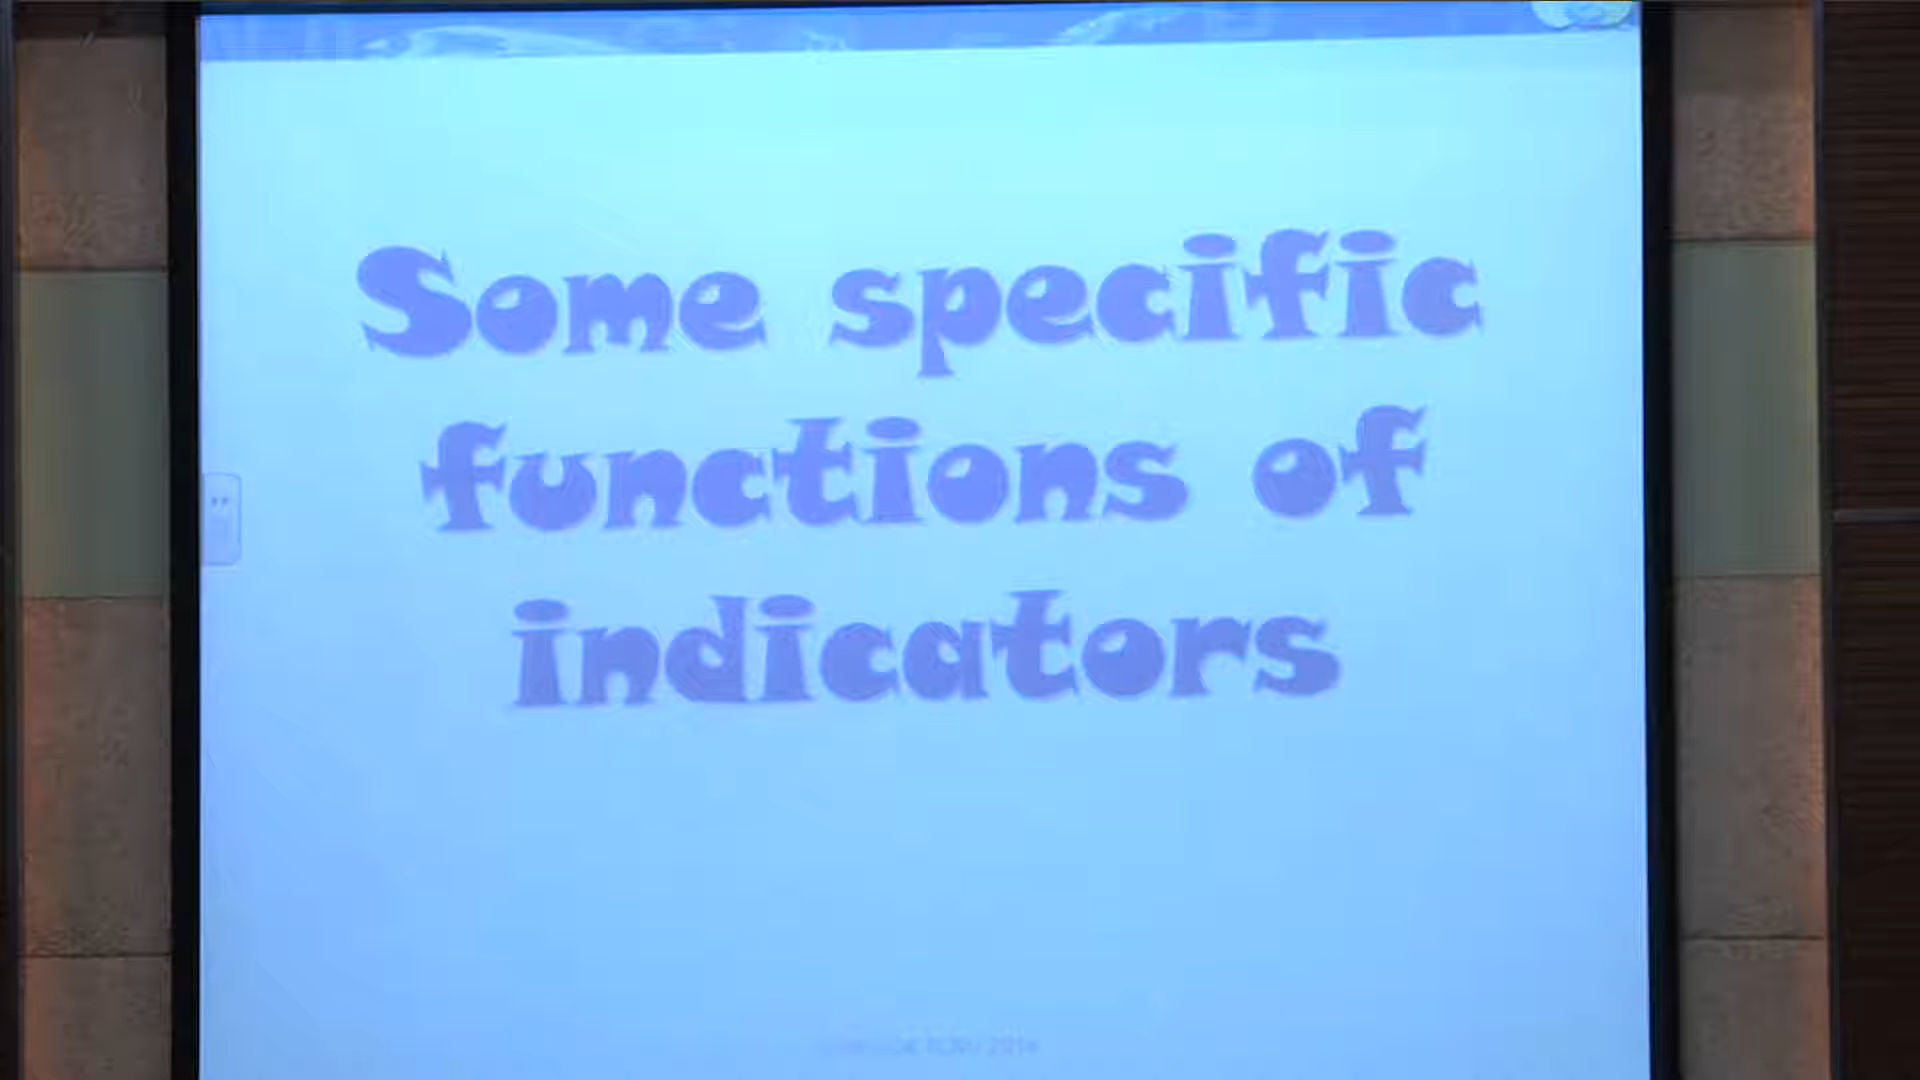 Some specific
functions of
indicators